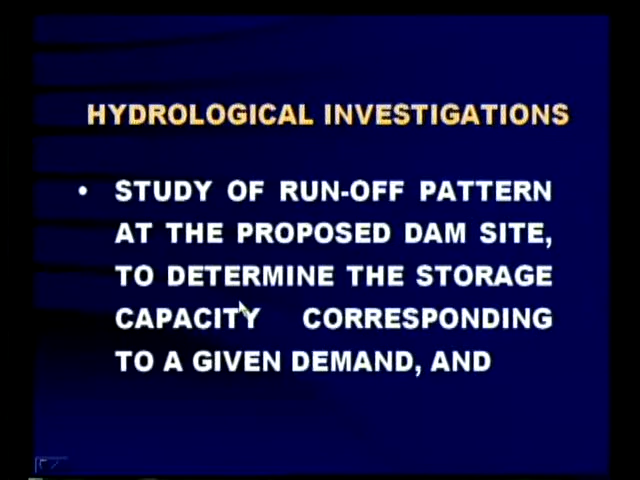 HYDROLOGICAL INVESTIGATIONS
• STUDY OF RUN-OFF PATTERN
AT THE PROPOSED DAM SITE,
TO DETERMINE THE STORAGE
CAPACITY CORRESPONDING
TO A GIVEN DEMAND, AND